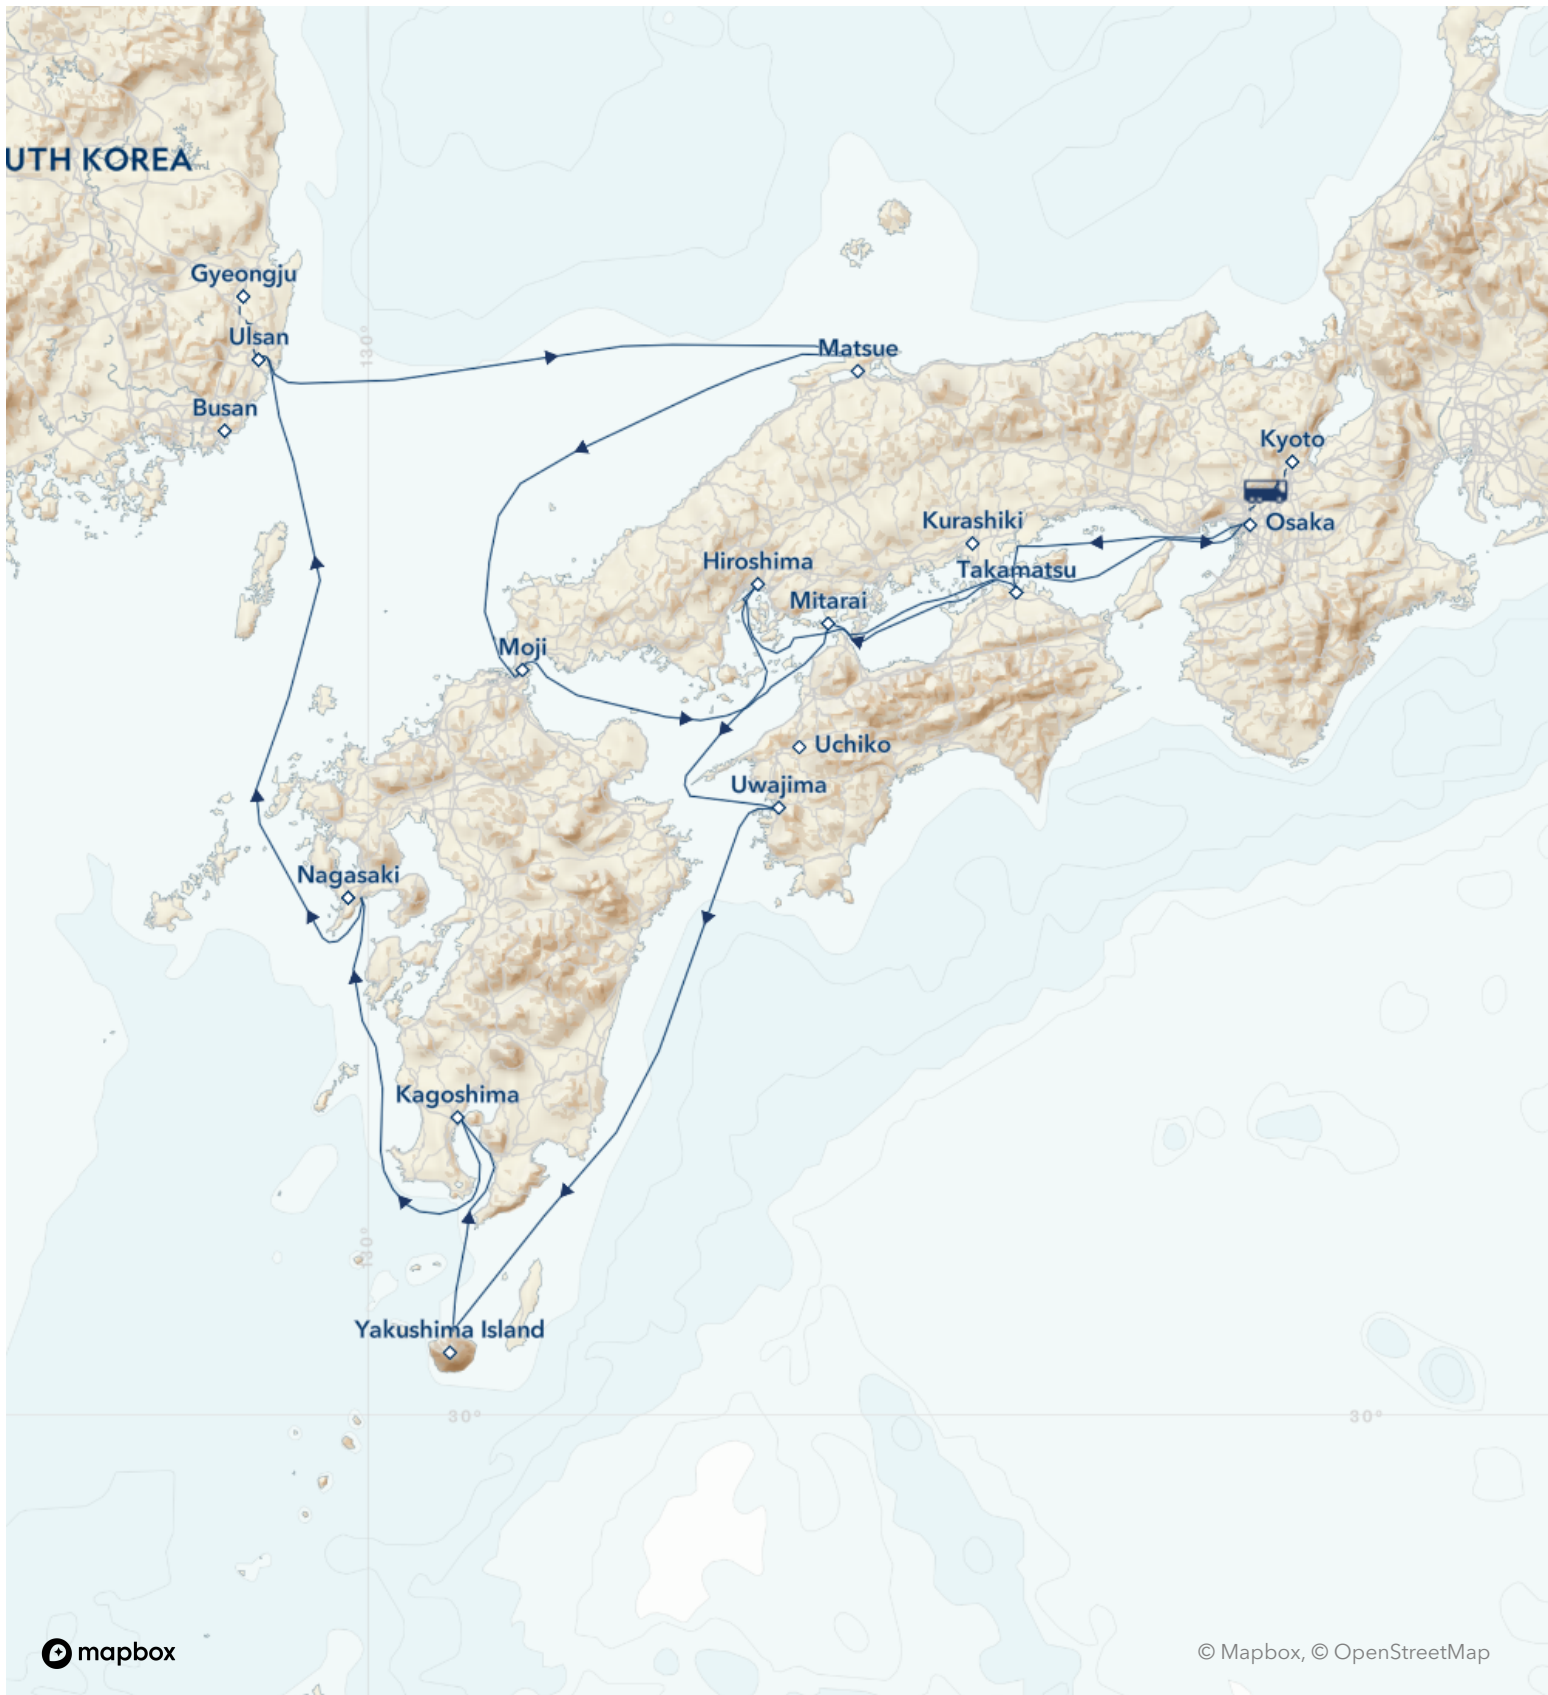 UTH KOREA
Gyeongju
Ulsan
130°
Matsue
Busan
Kyoto
Kurashiki
Osaka
Hiroshima
Takamatsu
Mitarai
Moji
Uchiko
Uwajima
Nagasaki
Kagoshima
130°
Yakushima Island
30°
30°
mapbox
© Mapbox, © OpenStreetMap